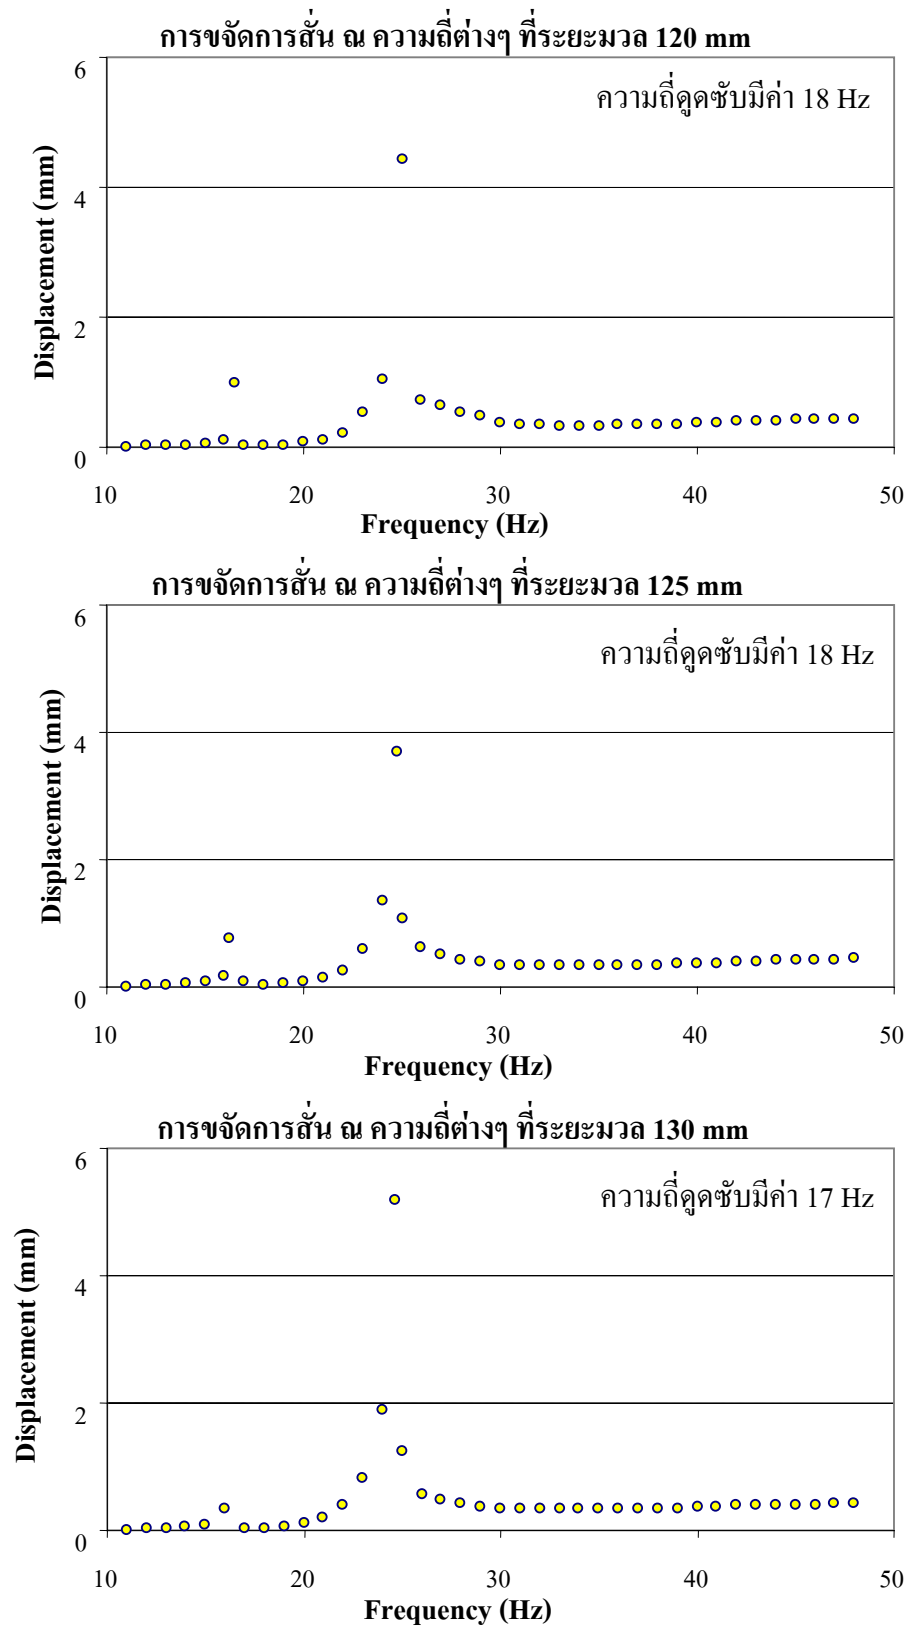 การขจัดการสั่น ณ ความถี่ต่างๆ ที่ระยะมวล 120 mm
6
ความถี่ดูดซับมีค่า 18 Hz
4
2
0
Displacement (mm)
10 20 30 40 50
Frequency (Hz)
การขจัดการสั่น ณ ความถี่ต่างๆ ที่ระยะมวล 125 mm
6
ความถี่ดูดซับมีค่า 18 Hz
4
2
0
Displacement (mm)
10 20 30 40 50
Frequency (Hz)
การขจัดการสั่น ณ ความถี่ต่างๆ ที่ระยะมวล 130 mm
6
ความถี่ดูดซับมีค่า 17 Hz
4
2
0
Displacement (mm)
10 20 30 40 50
Frequency (Hz)